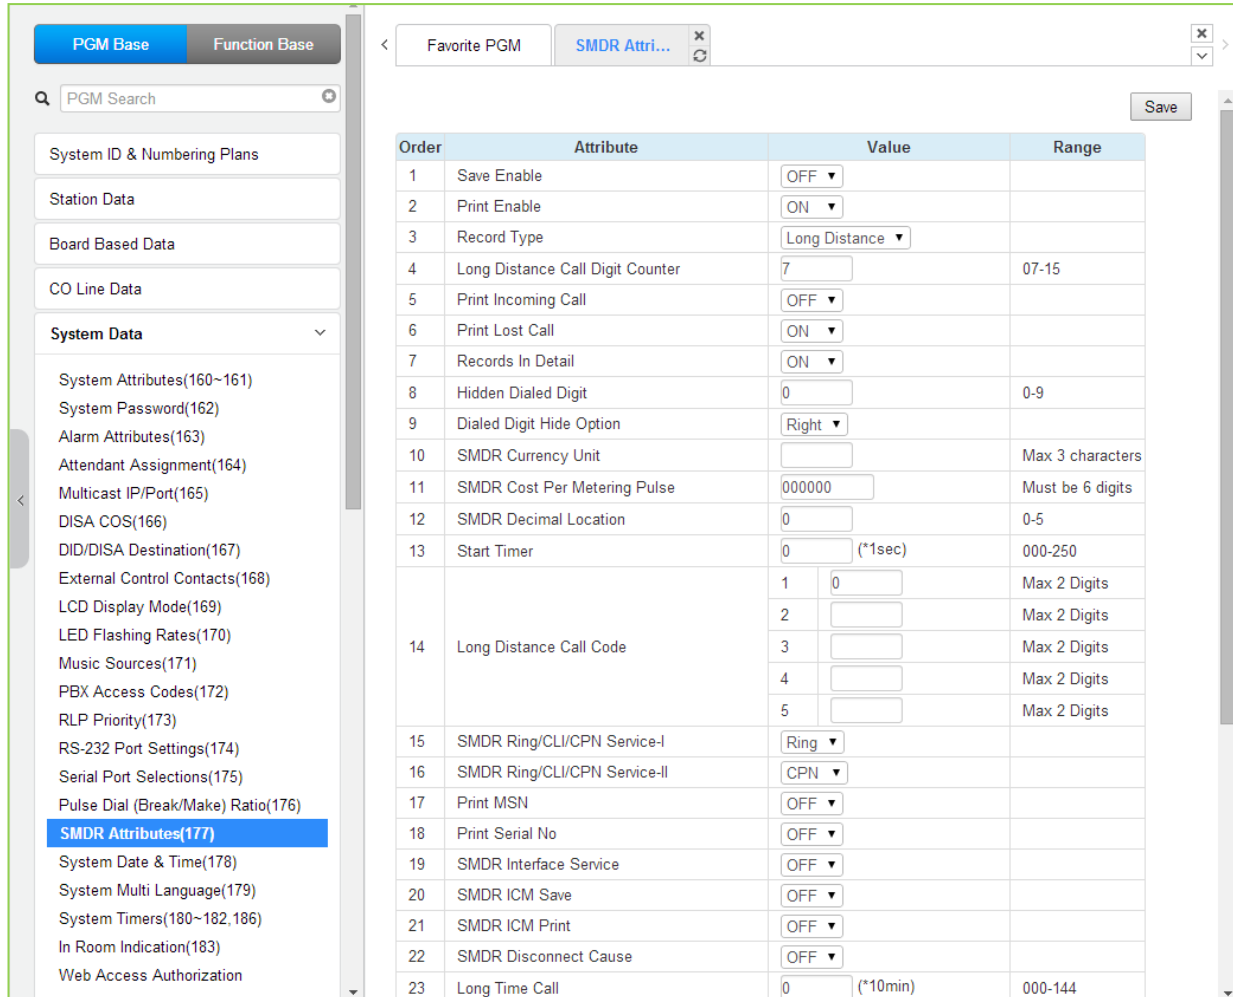 PGM Base Function Base
PGM Search
System ID & Numbering Plans
Station Data
Board Based Data
CO Line Data
System Data
System Attributes(160~161)
System Password(162)
Alarm Attributes(163)
Attendant Assignment(164)
Multicast IP/Port(165)
DISA COS(166)
DID/DISA Destination(167)
External Control Contacts(168)
LCD Display Mode(169)
LED Flashing Rates(170)
Music Sources(171)
PBX Access Codes(172)
RLP Priority(173)
RS-232 Port Settings(174)
Serial Port Selections(175)
Pulse Dial (Break/Make) Ratio(176)
SMDR Attributes(177)
System Date & Time(178)
System Multi Language(179)
System Timers(180~182,186)
In Room Indication(183)
Web Access Authorization
Favorite PGM SMDR Attri...
Save
Order Attribute Value Range
1 Save Enable OFF
2 Print Enable ON
3 Record Type Long Distance
4 Long Distance Call Digit Counter 7 07-15
5 Print Incoming Call OFF
6 Print Lost Call ON
7 Records In Detail ON
8 Hidden Dialed Digit 0 0-9
9 Dialed Digit Hide Option Right
10 SMDR Currency Unit Max 3 characters
11 SMDR Cost Per Metering Pulse 000000 Must be 6 digits
12 SMDR Decimal Location 0 0-5
13 Start Timer 0 (*1sec) 000-250
14 Long Distance Call Code 1 0 Max 2 Digits
2 Max 2 Digits
3 Max 2 Digits
4 Max 2 Digits
5 Max 2 Digits
15 SMDR Ring/CLI/CPN Service-I Ring
16 SMDR Ring/CLI/CPN Service-II CPN
17 Print MSN OFF
18 Print Serial No OFF
19 SMDR Interface Service OFF
20 SMDR ICM Save OFF
21 SMDR ICM Print OFF
22 SMDR Disconnect Cause OFF
23 Long Time Call 0 (*10min) 000-144